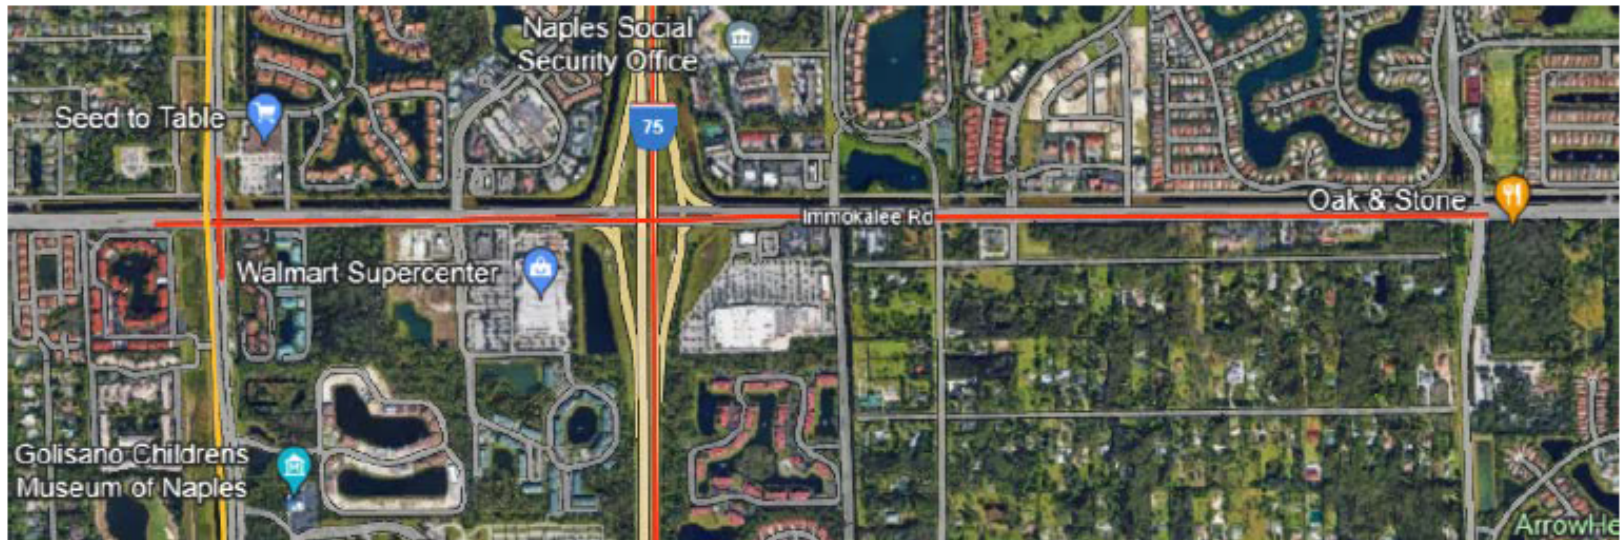 Naples Social
Security Office
75
Seed to Table
Immokalee Rd
Oak & Stone
Walmart Supercenter
Golisano Childrens
Museum of Naples